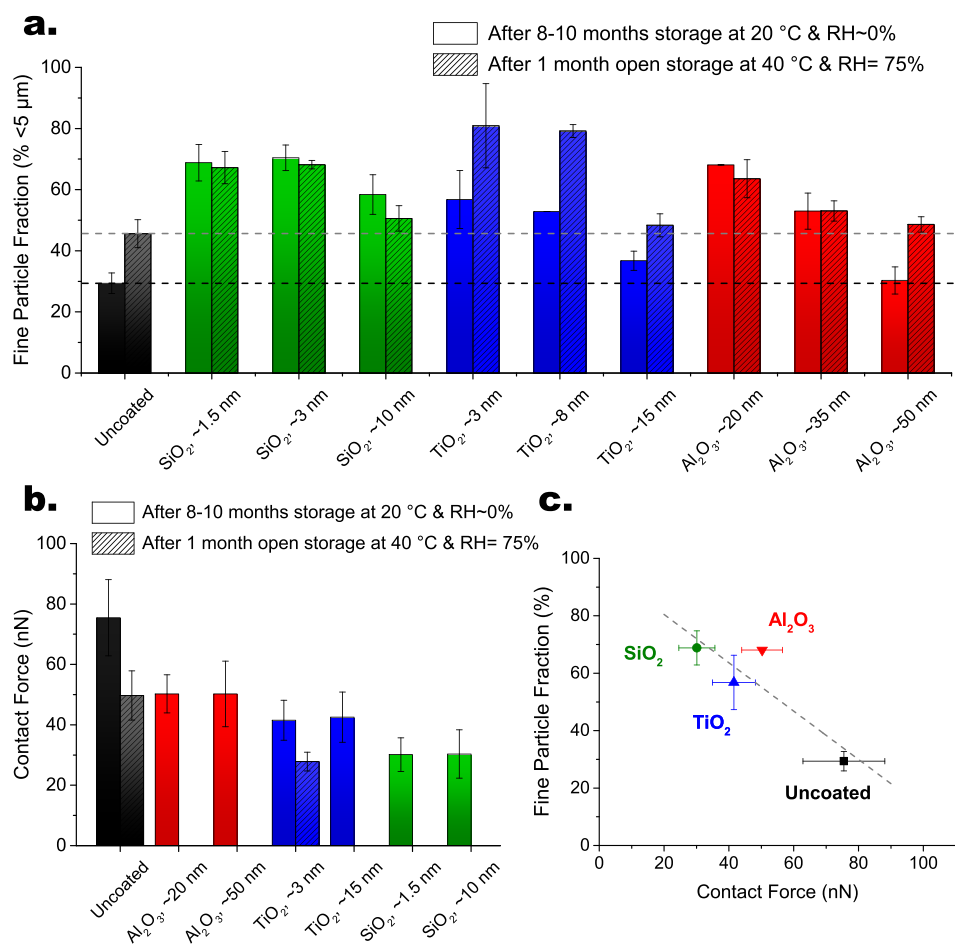 a.
After 8-10 months storage at 20 °C & RH~0%
After 1 month open storage at 40 °C & RH= 75%
Fine Particle Fraction (% <5 µm)
100
80
60
40
20
0
Uncoated
SiO₂, ~1.5 nm
SiO₂, ~3 nm
SiO₂, ~10 nm
TiO₂, ~3 nm
TiO₂, ~8 nm
TiO₂, ~15 nm
Al₂O₃, ~20 nm
Al₂O₃, ~35 nm
Al₂O₃, ~50 nm
b.
After 8-10 months storage at 20 °C & RH~0%
After 1 month open storage at 40 °C & RH= 75%
Contact Force (nN)
100
80
60
40
20
0
Uncoated
Al₂O₃, ~20 nm
Al₂O₃, ~50 nm
TiO₂, ~3 nm
TiO₂, ~15 nm
SiO₂, ~1.5 nm
SiO₂, ~10 nm
c.
Fine Particle Fraction (%)
100
80
60
40
20
0
Al₂O₃
SiO₂
TiO₂
Uncoated
0 20 40 60 80 100
Contact Force (nN)